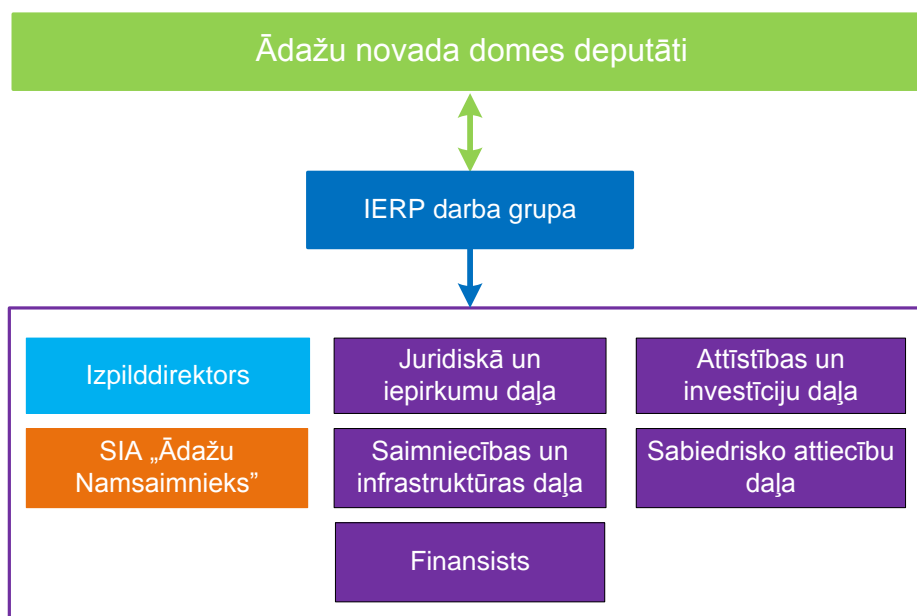 Ādažu novada domes deputāti
IERP darba grupa
Izpilddirektors
Juridiskā un
iepirkumu daļa
Attīstības un
investīciju daļa
SIA „Ādažu
Namsaimnieks”
Saimniecības un
infrastruktūras daļa
Sabiedrisko attiecību
daļa
Finansists